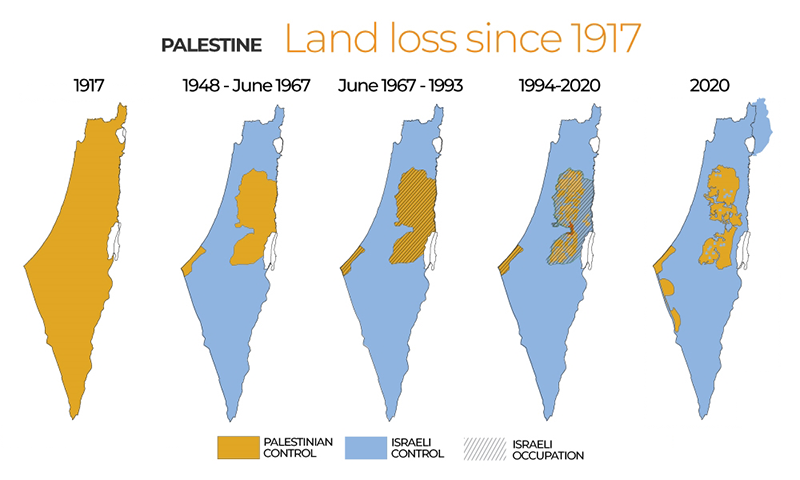 PALESTINE Land loss since 1917
1917
1948 - June 1967
June 1967 - 1993
1994-2020
2020
PALESTINIAN
CONTROL
ISRAELI
CONTROL
ISRAELI
OCCUPATION